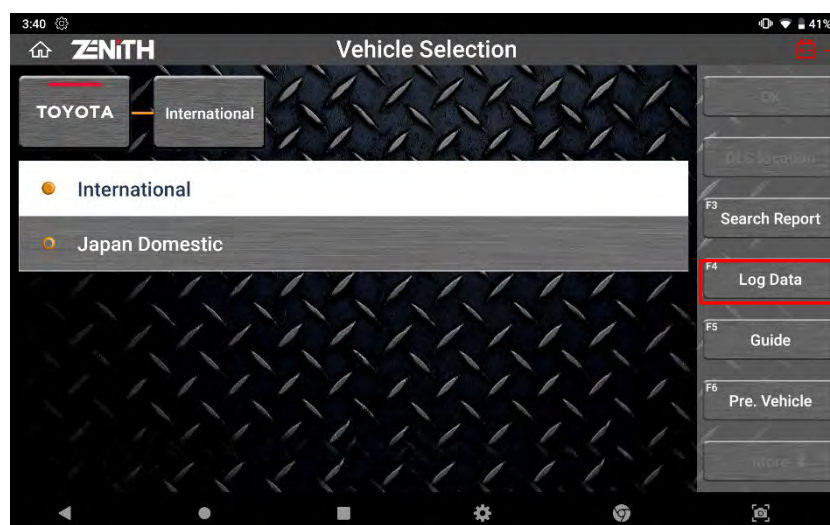 3:40
41%
ZENITH
Vehicle Selection
TOYOTA
International
International
Japan Domestic
OK
DLC location
F3
Search Report
F4
Log Data
F5
Guide
F6
Pre. Vehicle
More